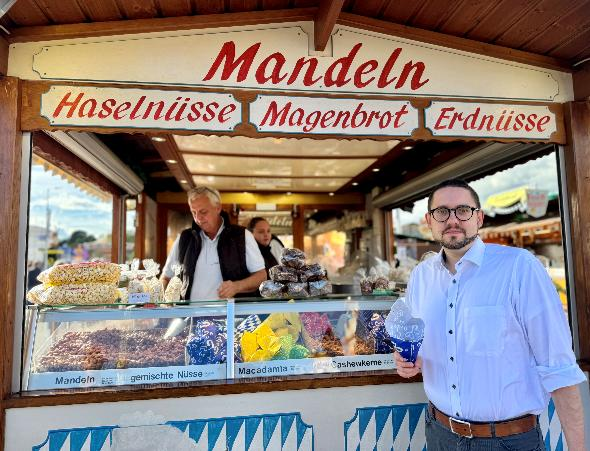 Mandeln
Haselnüsse Magenbrot Erdnüsse
Mandeln gemischte Nüsse Macadamia Cashewkerne